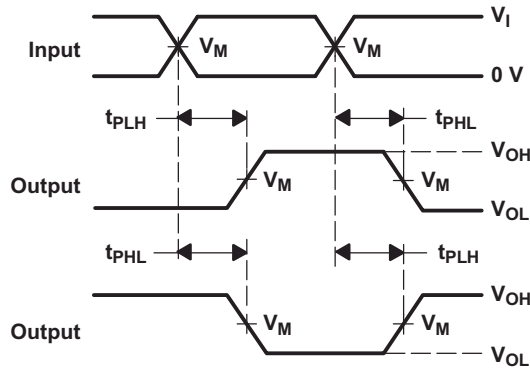 V_I
Input V_M V_M
0 V
t_PLH t_PHL
V_OH
Output V_M V_M
V_OL
t_PHL t_PLH
V_OH
Output V_M V_M
V_OL